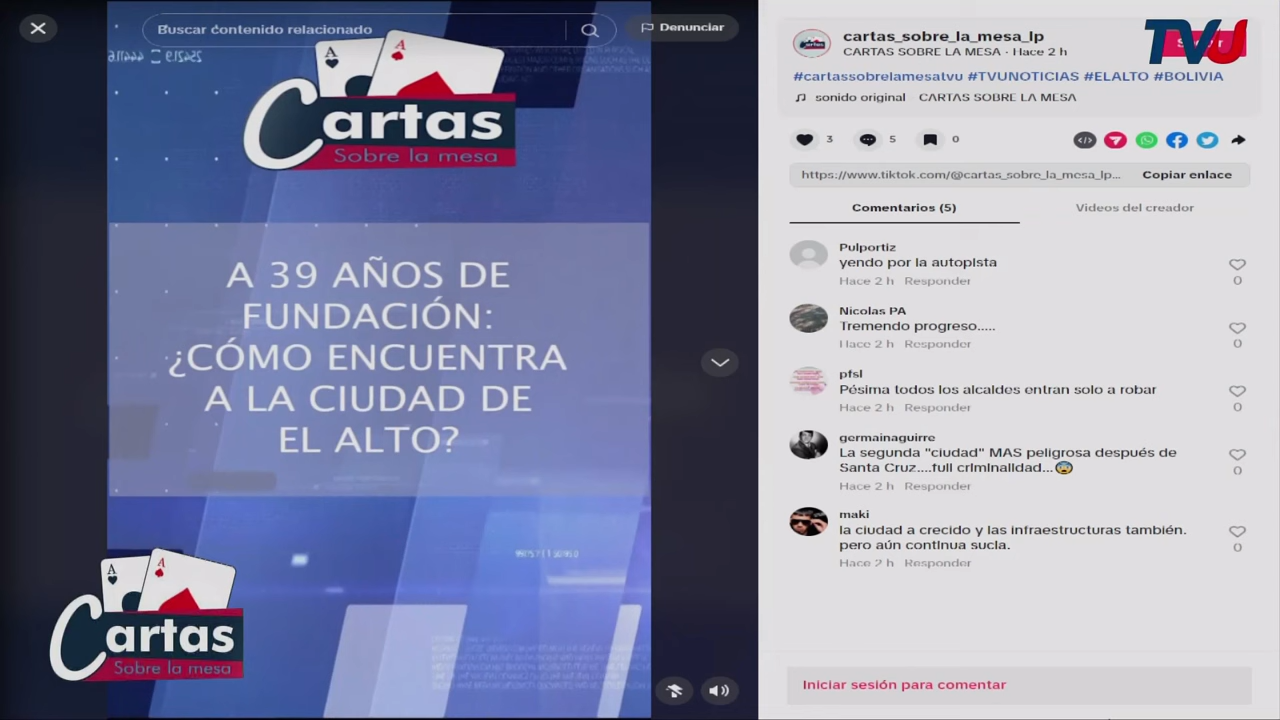 Buscar contenido relacionado
Denunciar
A
A
Cartas
Sobre la mesa
A 39 AÑOS DE
FUNDACIÓN:
¿CÓMO ENCUENTRA
A LA CIUDAD DE
EL ALTO?
A
A
Cartas
Sobre la mesa
TVU
cartas_sobre_la_mesa_lp
CARTAS SOBRE LA MESA · Hace 2 h
#cartassobrelamesatvu #TVUNOTICIAS #ELALTO #BOLIVIA
sonido original CARTAS SOBRE LA MESA
3
5
0
https://www.tiktok.com/@cartas_sobre_la_mesa_lp...
Copiar enlace
Comentarios (5)
Videos del creador
Pulportiz
yendo por la autopista
Hace 2 h Responder
0
Nicolas PA
Tremendo progreso.....
Hace 2 h Responder
0
pfsl
Pésima todos los alcaldes entran solo a robar
Hace 2 h Responder
0
germainaguirre
La segunda "ciudad" MAS peligrosa después de
Santa Cruz....full criminalidad...😨
Hace 2 h Responder
0
maki
la ciudad a crecido y las infraestructuras también.
pero aún continua sucia.
Hace 2 h Responder
0
Iniciar sesión para comentar